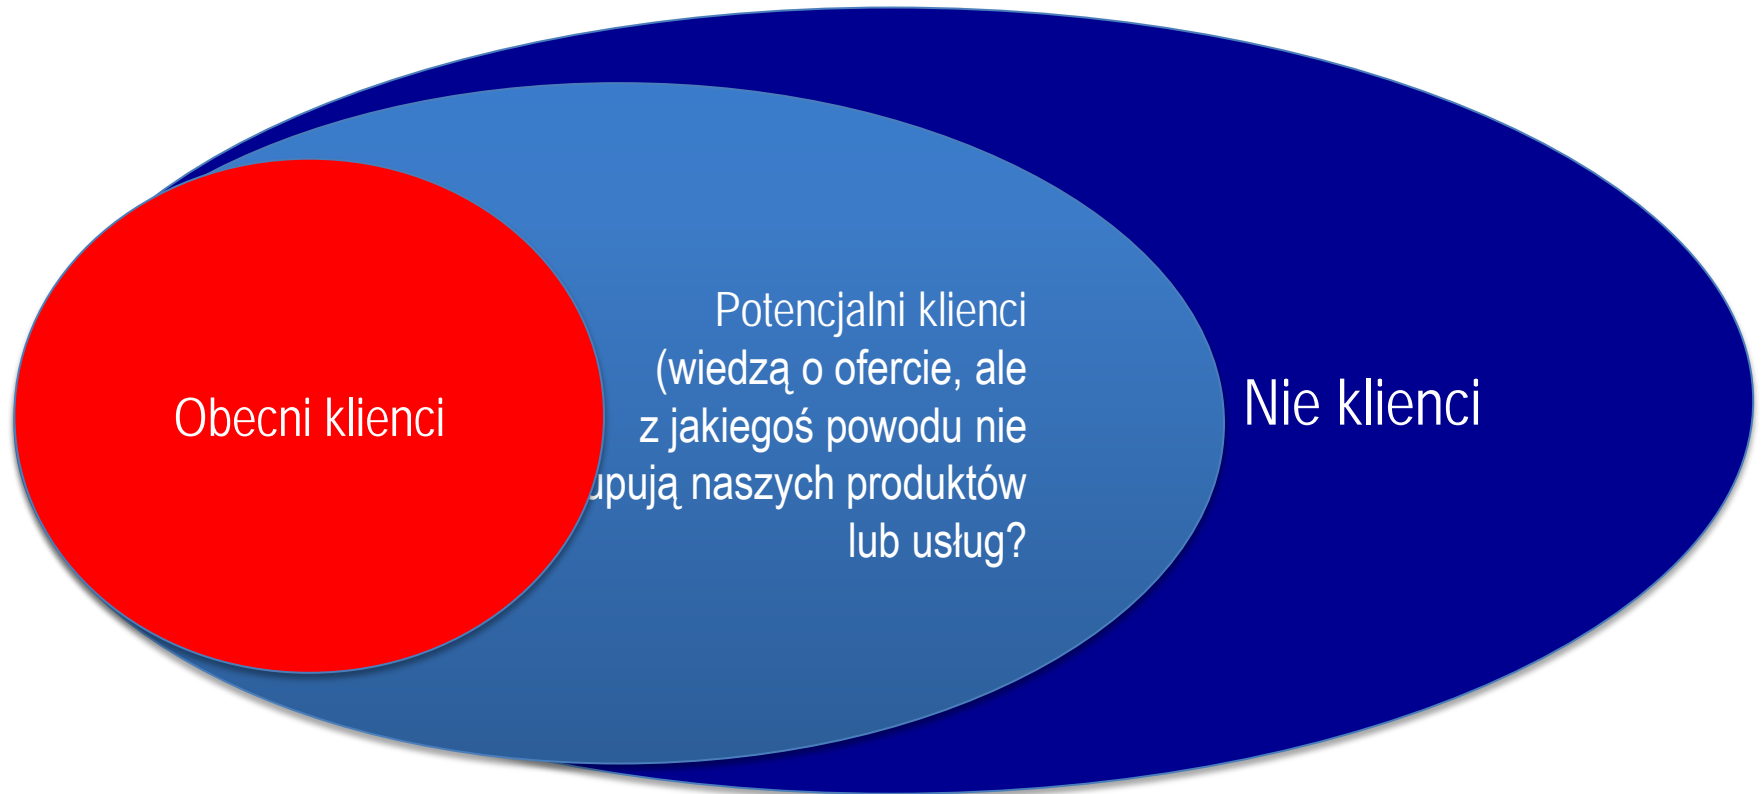 Obecni klienci
Potencjalni klienci
(wiedzą o ofercie, ale
z jakiegoś powodu nie
upują naszych produktów
lub usług?
Nie klienci